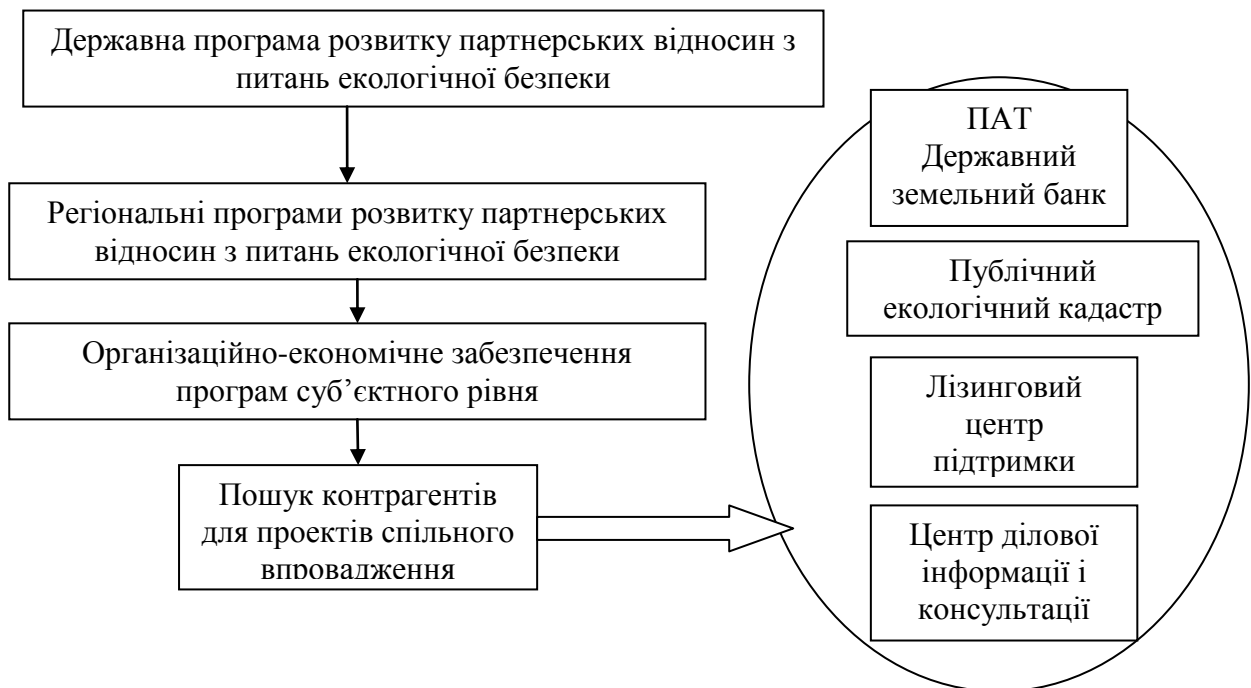 Державна програма розвитку партнерських відносин з
питань екологічної безпеки
Регіональні програми розвитку партнерських
відносин з питань екологічної безпеки
Організаційно-економічне забезпечення
програм суб’єктного рівня
Пошук контрагентів
для проектів спільного
впровадження
ПАТ
Державний
земельний банк
Публічний
екологічний кадастр
Лізинговий
центр
підтримки
Центр ділової
інформації і
консультації